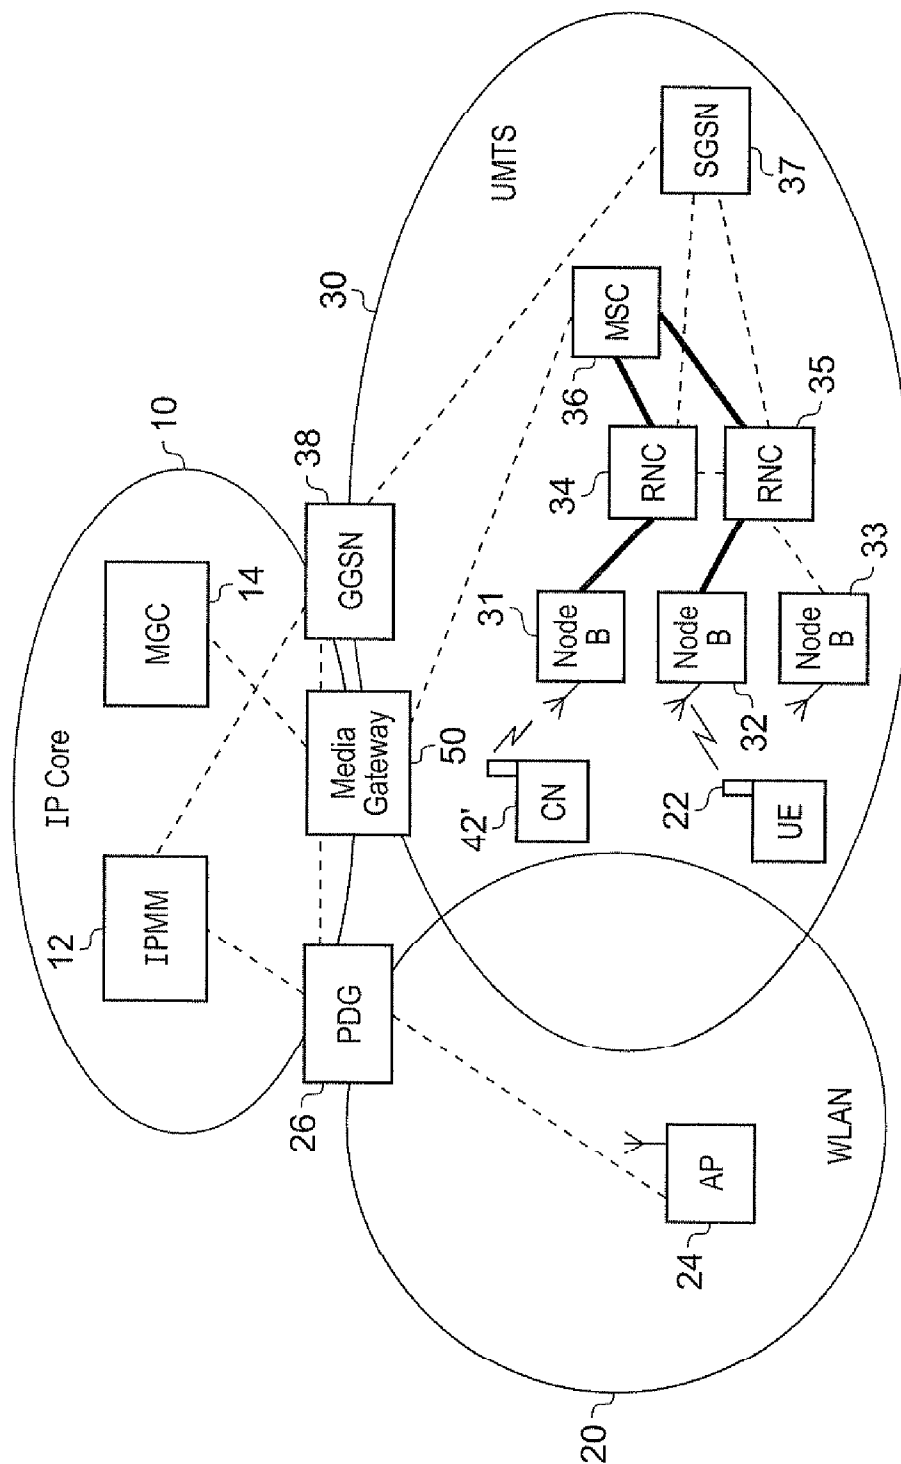 10
IP Core
12
IPMM
MGC
14
26
PDG
Media
Gateway
50
GGSN
38
30
UMTS
42'
CN
31
Node
B
34
RNC
36
MSC
SGSN
37
22
UE
32
Node
B
RNC
35
Node
B
33
24
AP
WLAN
20